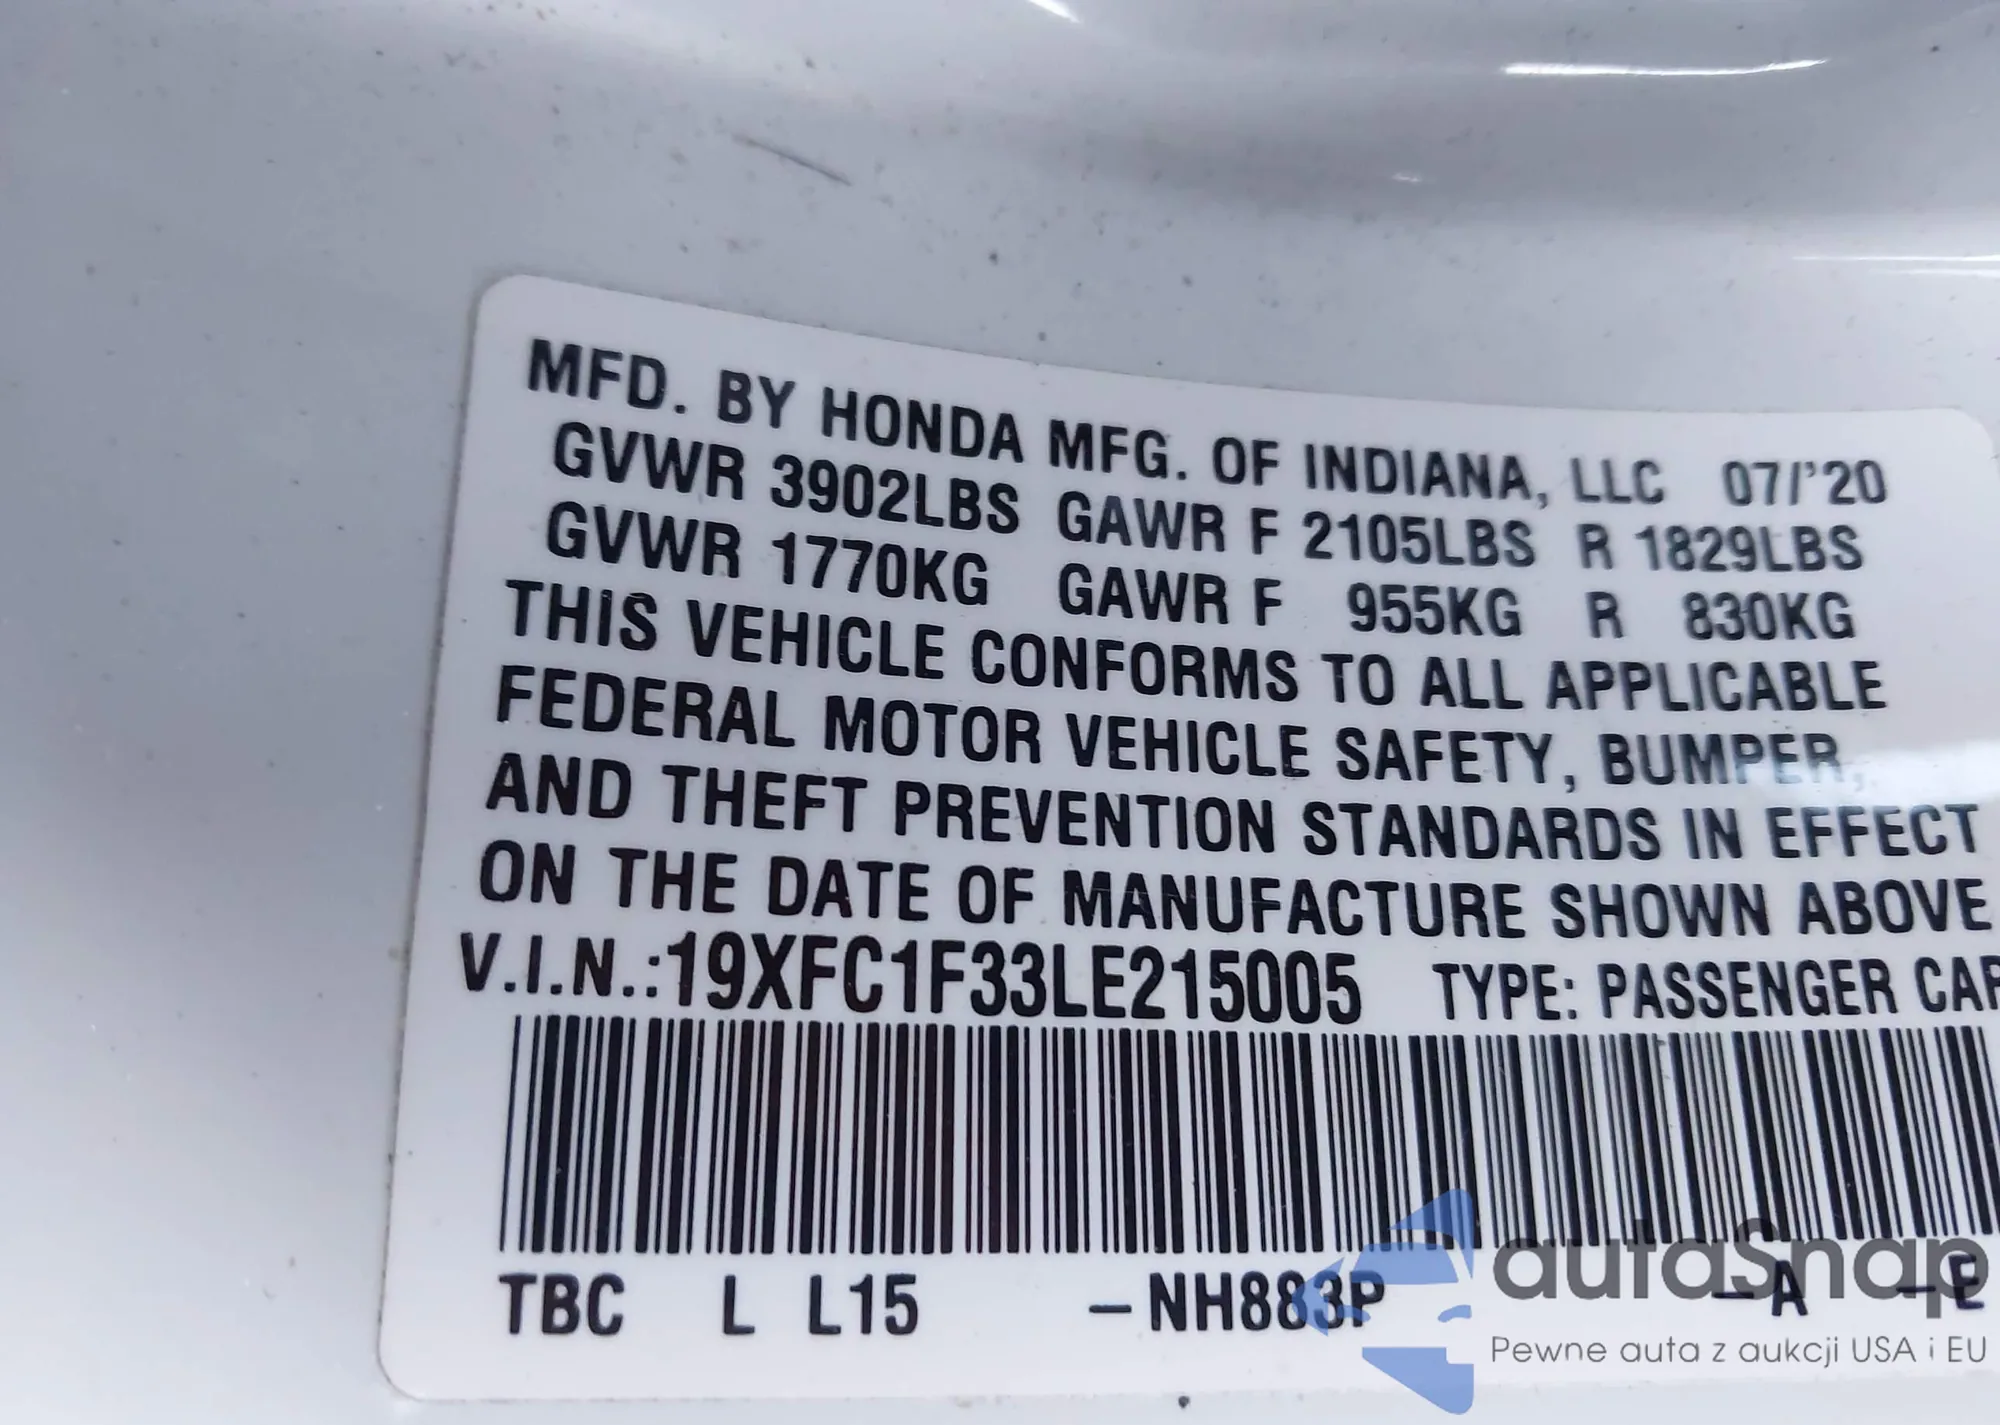 MFD. BY HONDA MFG. OF INDIANA, LLC 07/'20
GVWR 3902LBS GAWR F 2105LBS R 1829LBS
GVWR 1770KG GAWR F 955KG R 830KG
THIS VEHICLE CONFORMS TO ALL APPLICABLE
FEDERAL MOTOR VEHICLE SAFETY, BUMPER,
AND THEFT PREVENTION STANDARDS IN EFFECT
ON THE DATE OF MANUFACTURE SHOWN ABOVE
V.I.N.:19XFC1F33LE215005 TYPE: PASSENGER CAR
TBC L L15 –NH883P –A –E
autaSnap
Pewne auta z aukcji USA i EU